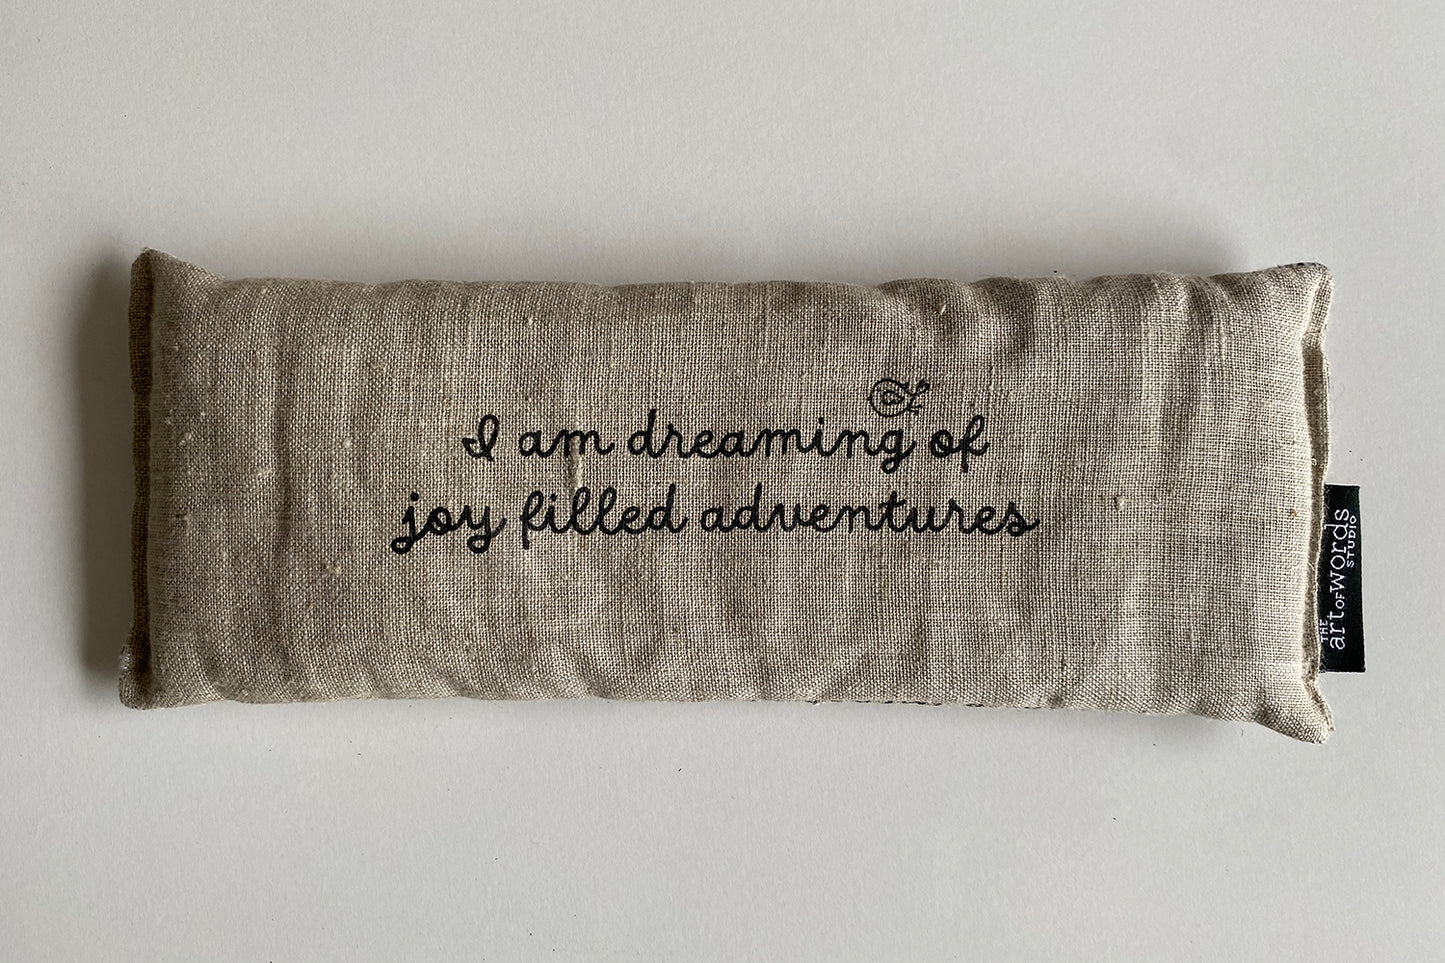 I am dreaming of
joy filled adventures
THE
art OF words
STUDIO